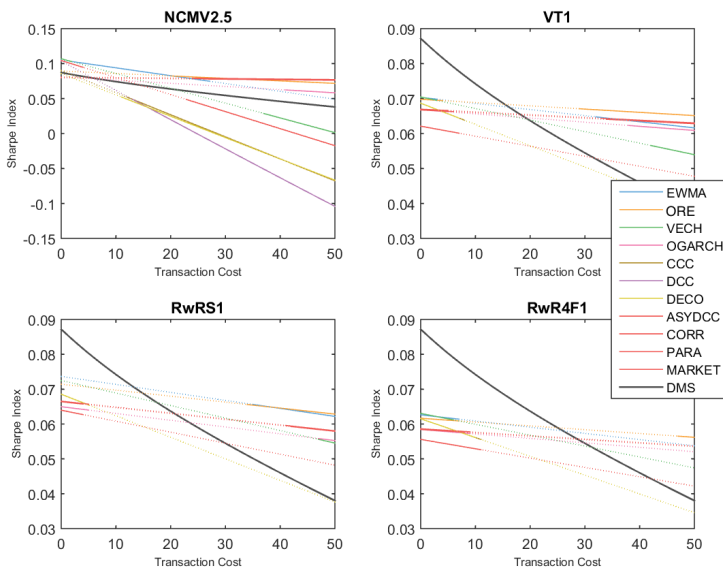 NCMV2.5
VT1
0.15
0.1
0.05
0
-0.05
-0.1
-0.15
Sharpe Index
0 10 20 30 40 50
Transaction Cost
0.09
0.08
0.07
0.06
0.05
0.04
0.03
Sharpe Index
0 10 20 30 40 50
Transaction Cost
EWMA
ORE
VECH
OGARCH
CCC
DCC
DECO
ASYDCC
CORR
PARA
MARKET
DMS
RwRS1
RwR4F1
0.09
0.08
0.07
0.06
0.05
0.04
0.03
Sharpe Index
0 10 20 30 40 50
Transaction Cost
0.09
0.08
0.07
0.06
0.05
0.04
0.03
Sharpe Index
0 10 20 30 40 50
Transaction Cost